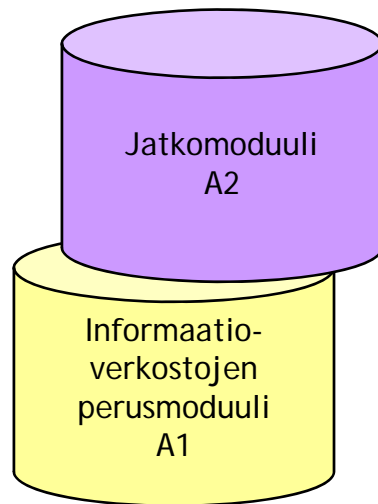 Jatkomoduuli
A2
Informaatio-
verkostojen
perusmoduuli
A1